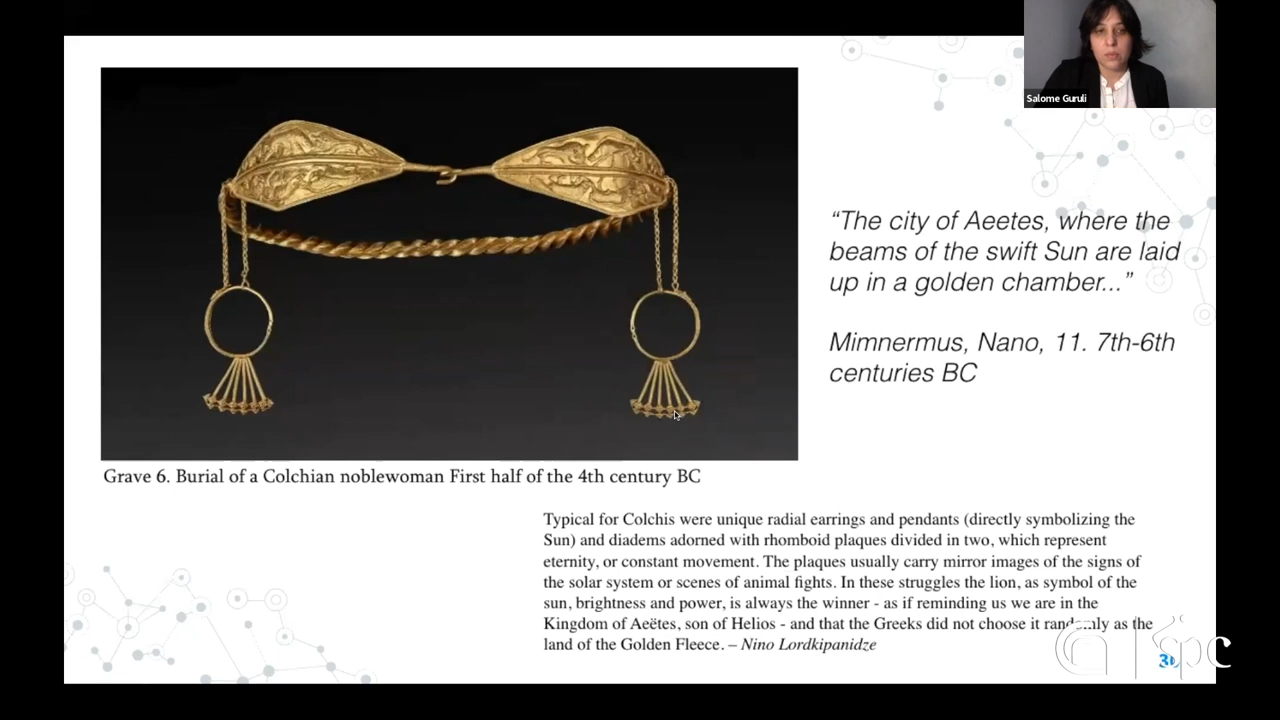 Salome Guruli
“The city of Aeetes, where the
beams of the swift Sun are laid
up in a golden chamber...”
Mimnermus, Nano, 11. 7th-6th
centuries BC
Grave 6. Burial of a Colchian noblewoman First half of the 4th century BC
Typical for Colchis were unique radial earrings and pendants (directly symbolizing the
Sun) and diadems adorned with rhomboid plaques divided in two, which represent
eternity, or constant movement. The plaques usually carry mirror images of the signs of
the solar system or scenes of animal fights. In these struggles the lion, as symbol of the
sun, brightness and power, is always the winner - as if reminding us we are in the
Kingdom of Aeëtes, son of Helios - and that the Greeks did not choose it randomly as the
land of the Golden Fleece. – Nino Lordkipanidze